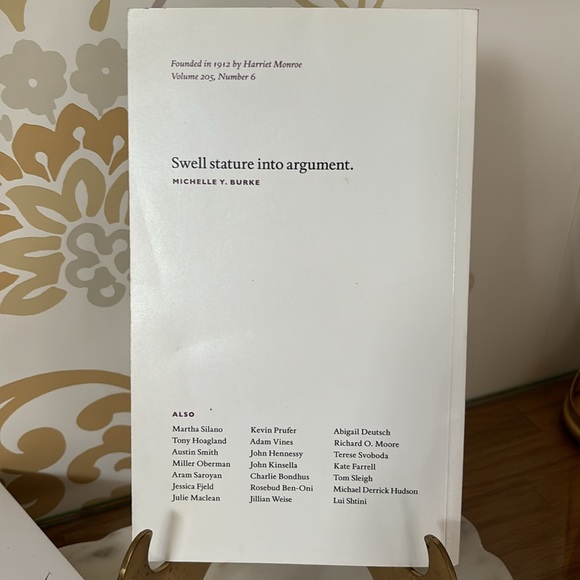 Founded in 1912 by Harriet Monroe
Volume 205, Number 6
Swell stature into argument.
MICHELLE Y. BURKE
ALSO
Martha Silano
Tony Hoagland
Austin Smith
Miller Oberman
Aram Saroyan
Jessica Fjeld
Julie Maclean
Kevin Prufer
Adam Vines
John Hennessy
John Kinsella
Charlie Bondhus
Rosebud Ben-Oni
Jillian Weise
Abigail Deutsch
Richard O. Moore
Terese Svoboda
Kate Farrell
Tom Sleigh
Michael Derrick Hudson
Lui Shtini